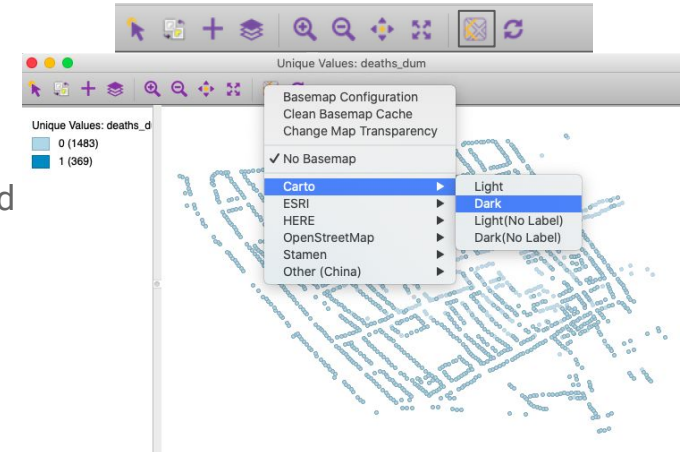 Unique Values: deaths_dum
Unique Values: deaths_d
0 (1483)
1 (369)
d
Basemap Configuration
Clean Basemap Cache
Change Map Transparency
✓ No Basemap
Carto
ESRI
HERE
OpenStreetMap
Stamen
Other (China)
Light
Dark
Light(No Label)
Dark(No Label)